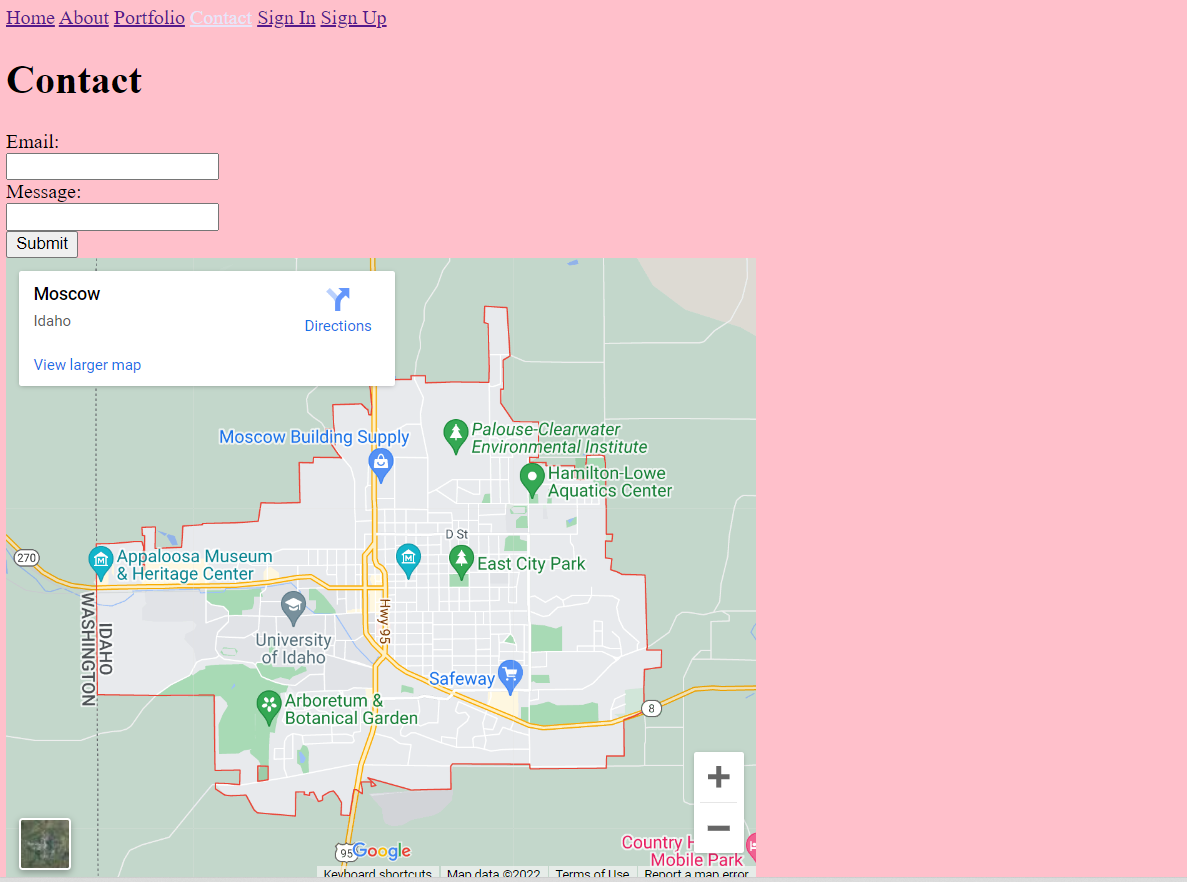 Home About Portfolio Contact Sign In Sign Up
Contact
Email:
Message:
Submit
Moscow
Idaho
Directions
View larger map
Moscow Building Supply
Palouse-Clearwater
Environmental Institute
Hamilton-Lowe
Aquatics Center
D St
270
Appaloosa Museum
& Heritage Center
East City Park
WASHINGTON
IDAHO
Hwy 95
University
of Idaho
Safeway
Arboretum &
Botanical Garden
8
95
Google
Country H
Mobile Park
Keyboard shortcuts
Map data ©2022
Terms of Use
Report a map error